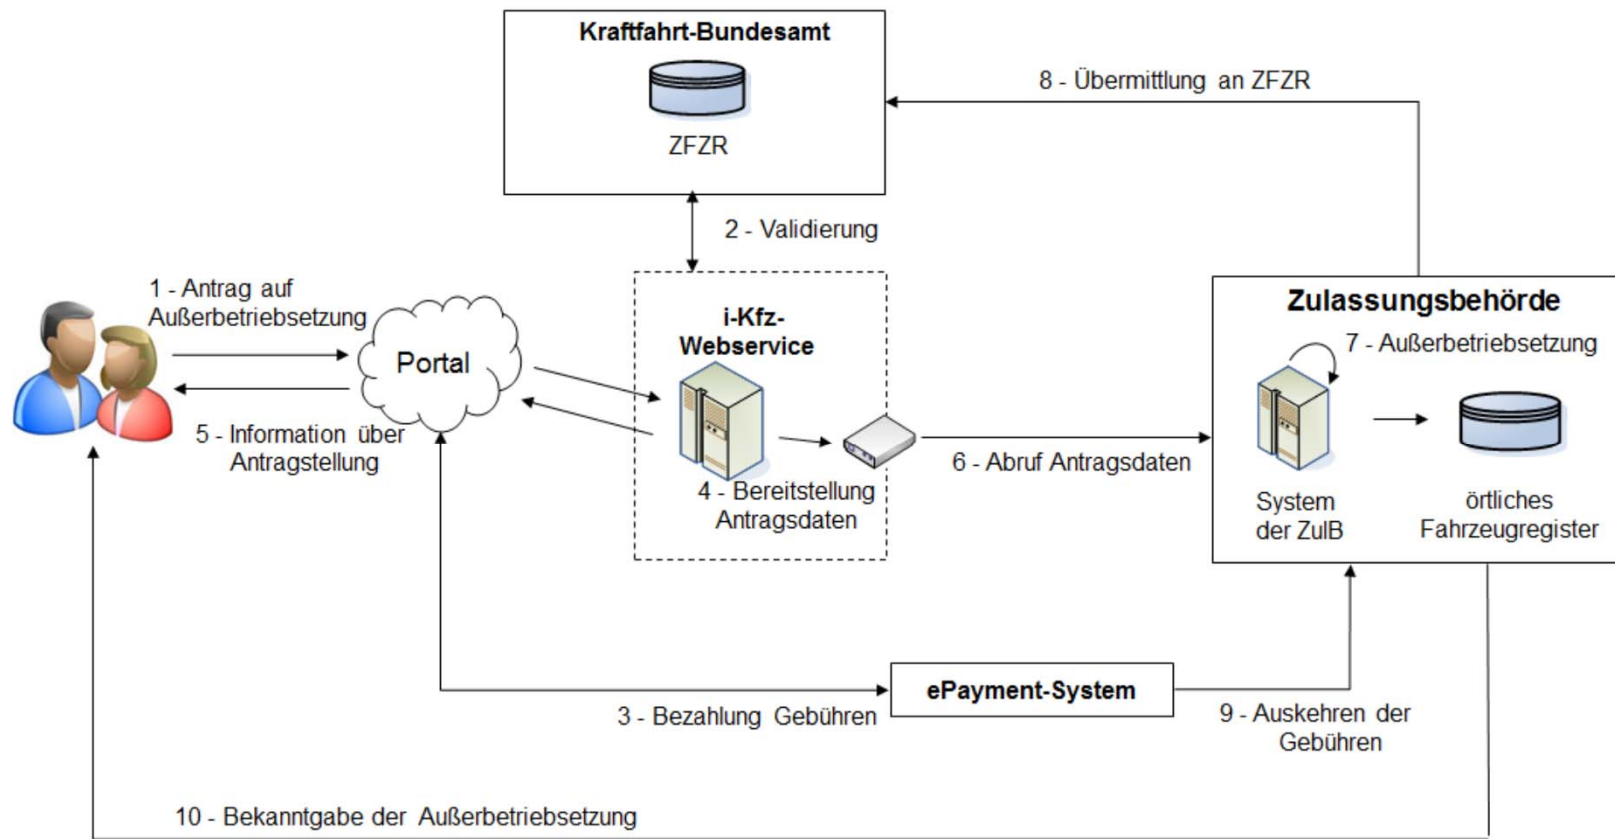 Kraftfahrt-Bundesamt
ZFZR
8 - Übermittlung an ZFZR
2 - Validierung
1 - Antrag auf
Außerbetriebsetzung
Portal
i-Kfz-
Webservice
Zulassungsbehörde
7 - Außerbetriebsetzung
5 - Information über
Antragstellung
4 - Bereitstellung
Antragsdaten
6 - Abruf Antragsdaten
System
der ZulB
örtliches
Fahrzeugregister
ePayment-System
3 - Bezahlung Gebühren
9 - Auskehren der
Gebühren
10 - Bekanntgabe der Außerbetriebsetzung